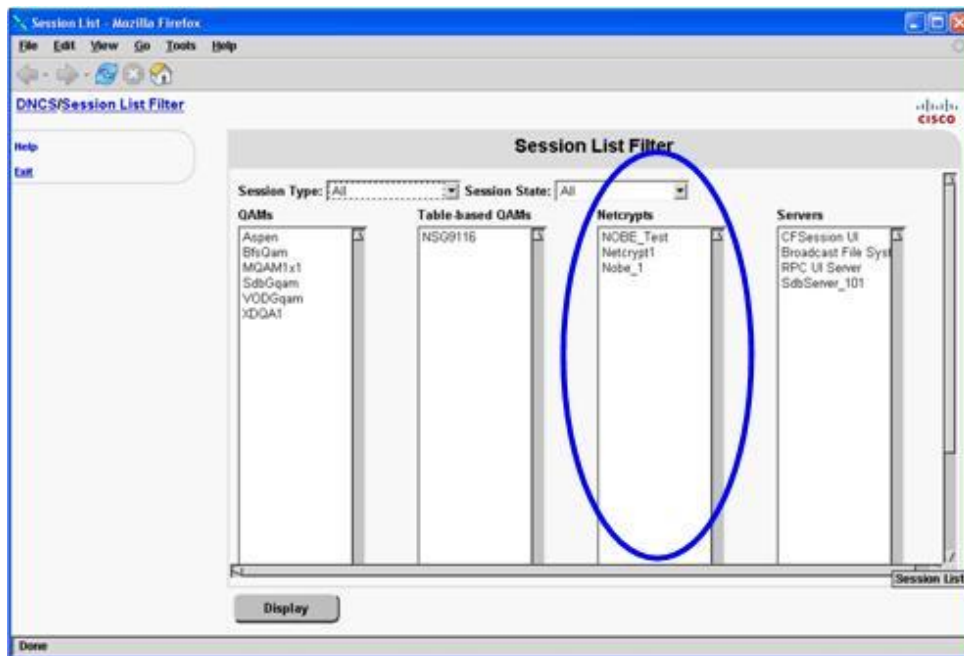 Session List - Mozilla Firefox
File Edit View Go Tools Help
DNCS/Session List Filter
CISCO
Help
Exit
Session List Filter
Session Type: All Session State: All
QAMs
Aspen
BfsQam
MQAM1x1
SdbGqam
VODGqam
XDQA1
Table-based QAMs
NSG9116
Netcrypts
NOBE_Test
Netcrypt1
Nobe_1
Servers
CFSession UI
Broadcast File Syst
RPC UI Server
SdbServer_101
Session List
Display
Done